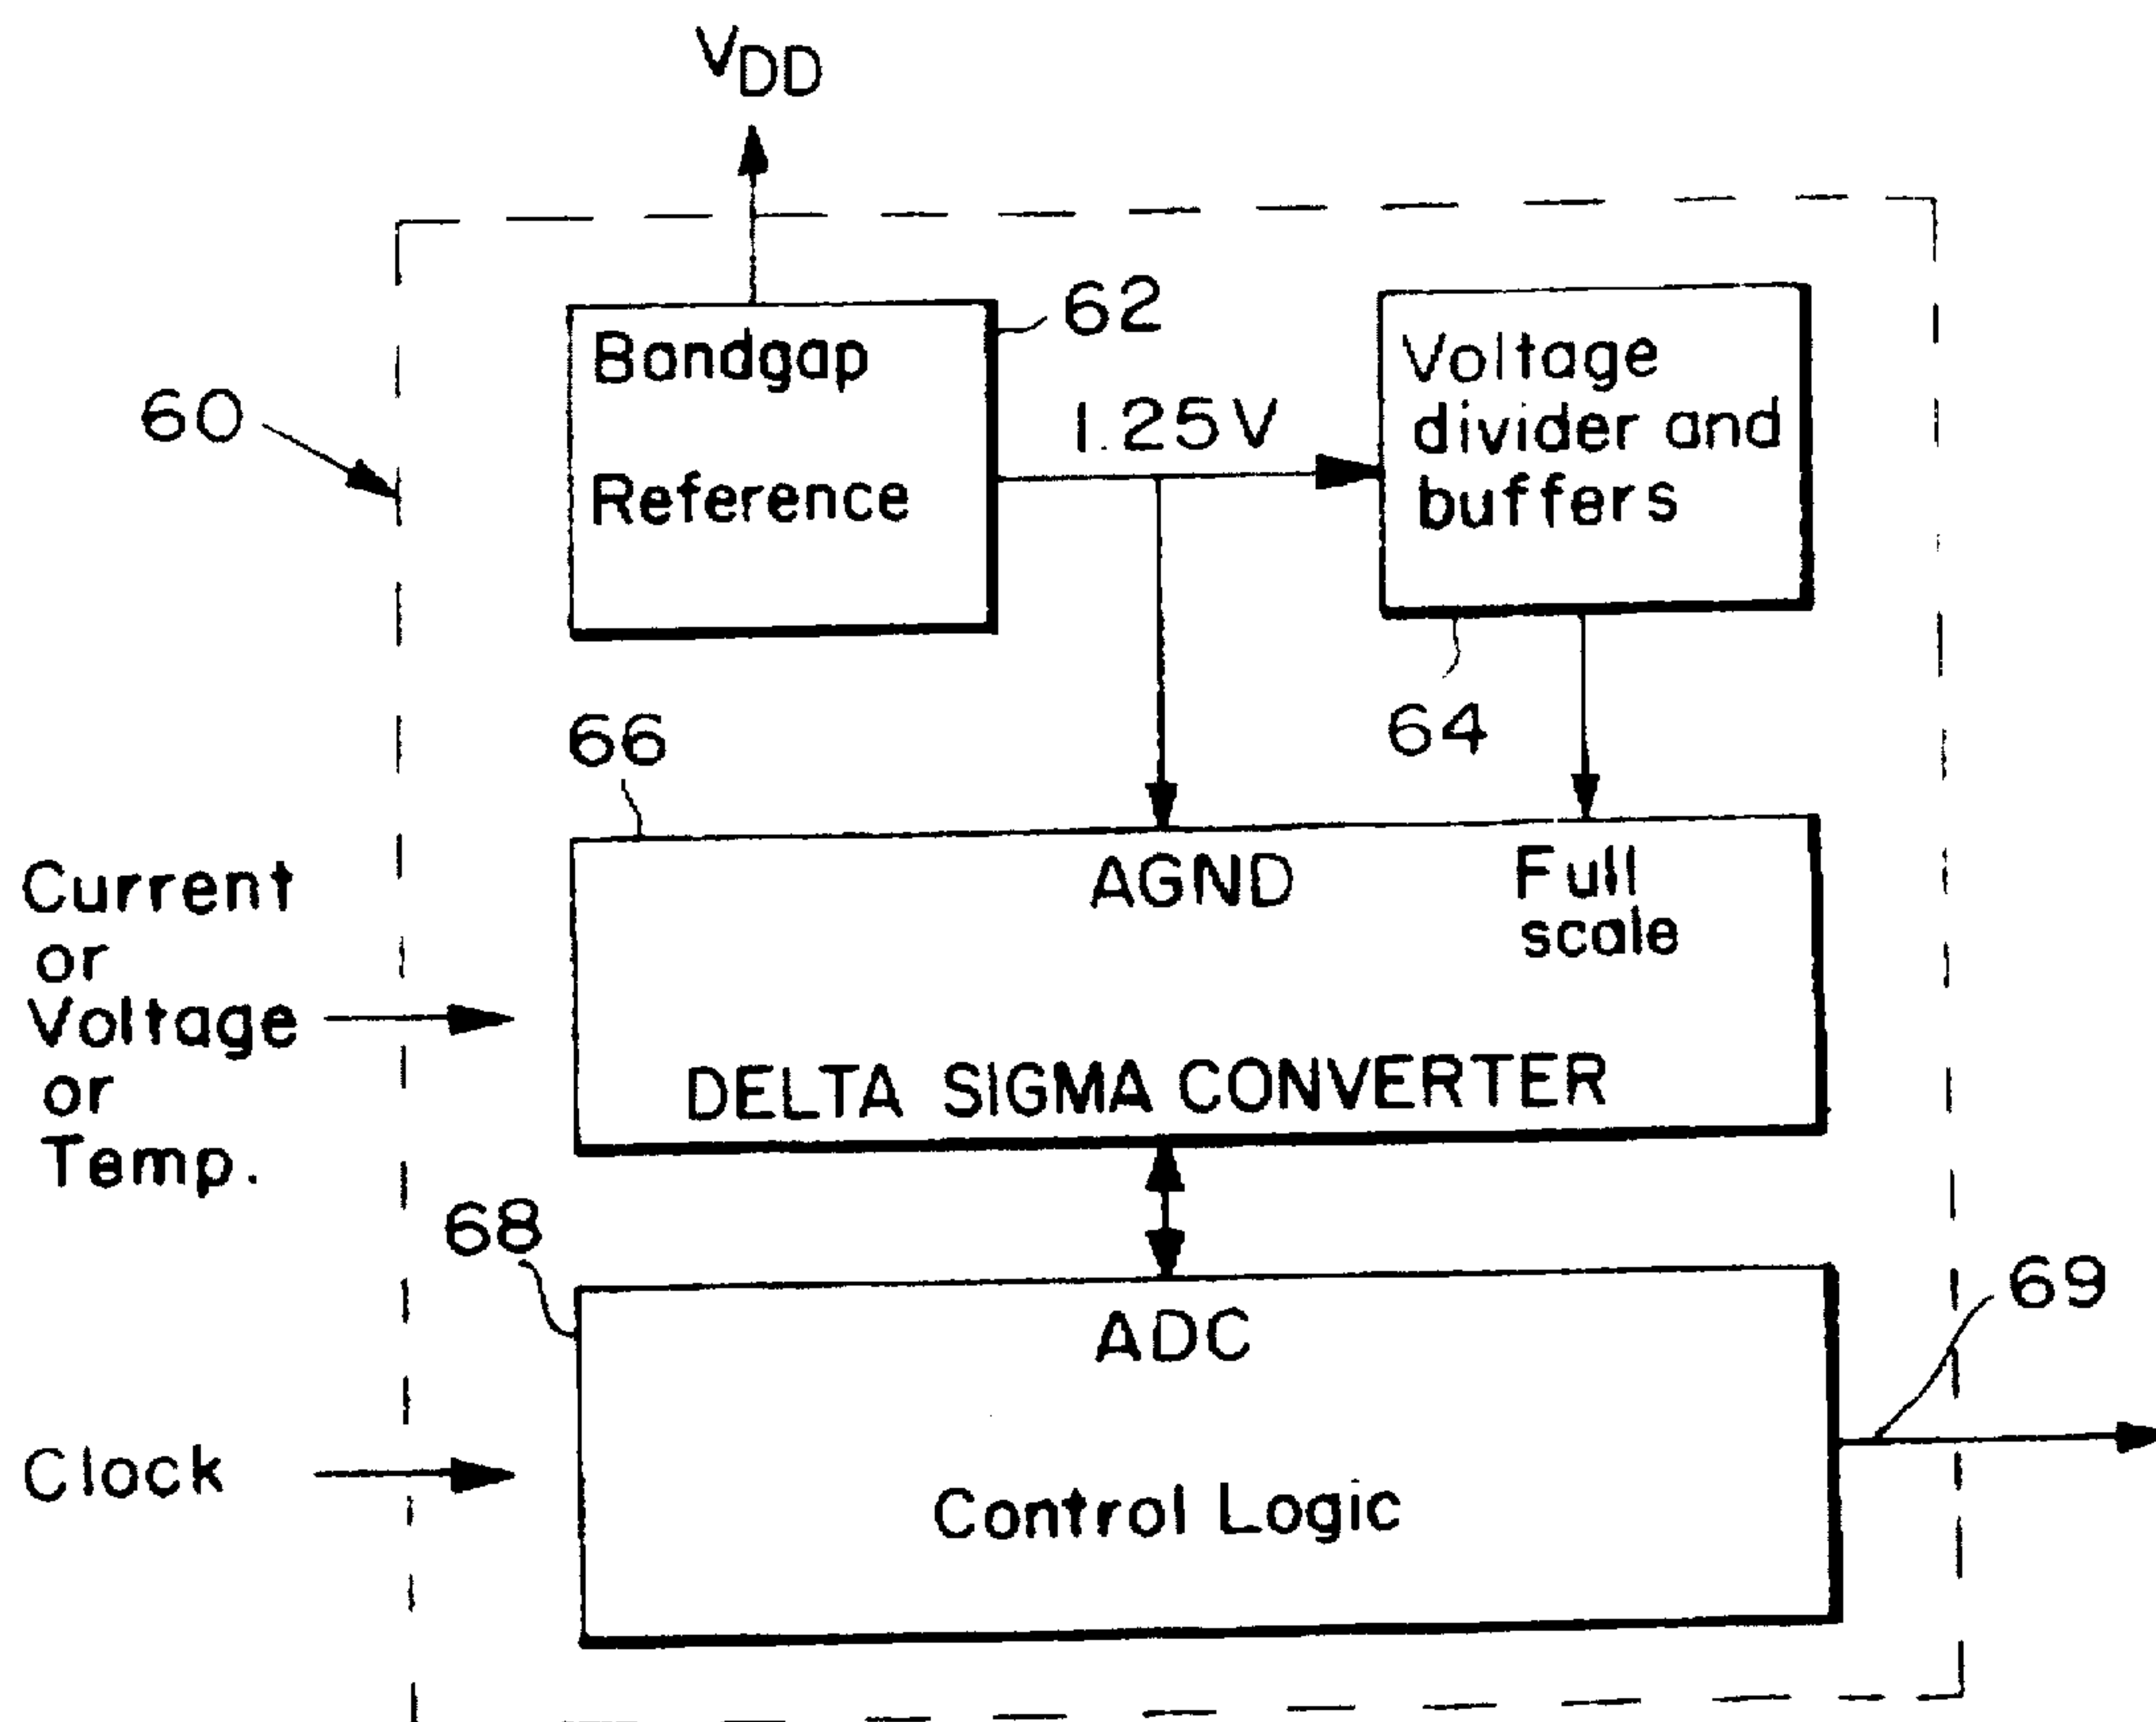 VDD
60
Bandgap
Reference
62
1.25V
Voltage
divider and
buffers
64
66
Current
or
Voltage
or
Temp.
AGND
Full
scale
DELTA SIGMA CONVERTER
68
69
ADC
Clock
Control Logic